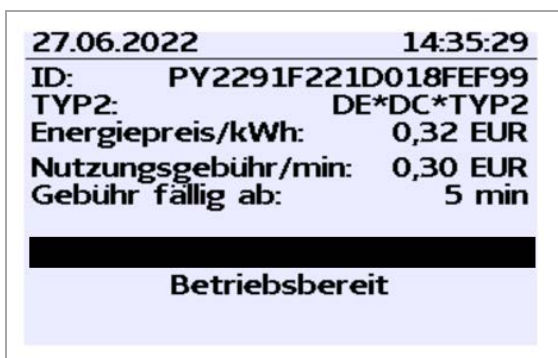 27.06.2022 14:35:29
ID: PY2291F221D018FEF99
TYP2: DE*DC*TYP2
Energiepreis/kWh: 0,32 EUR
Nutzungsgebühr/min: 0,30 EUR
Gebühr fällig ab: 5 min
Betriebsbereit